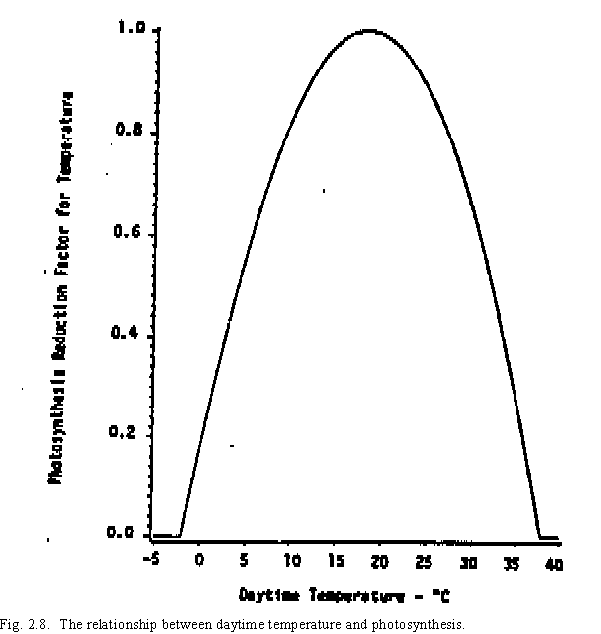 1.0
0.8
0.6
0.4
0.2
0.0
Photosynthesis Reduction Factor for Temperature
-5 0 5 10 15 20 25 30 35 40
Daytime Temperature - °C
Fig. 2.8. The relationship between daytime temperature and photosynthesis.